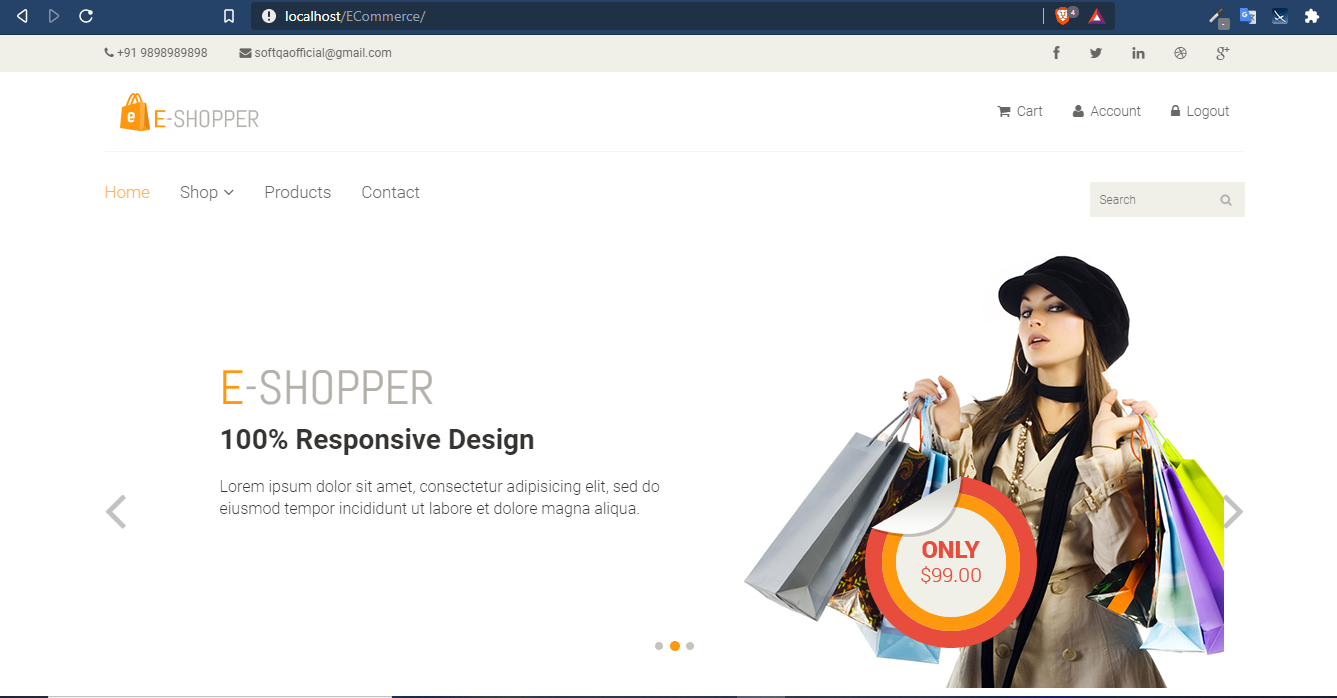 localhost/ECommerce/
4
+91 9898989898 softqaofficial@gmail.com
e E-SHOPPER
Cart Account Logout
Home Shop Products Contact
Search
E-SHOPPER
100% Responsive Design
Lorem ipsum dolor sit amet, consectetur adipisicing elit, sed do
eiusmod tempor incididunt ut labore et dolore magna aliqua.
ONLY
$99.00